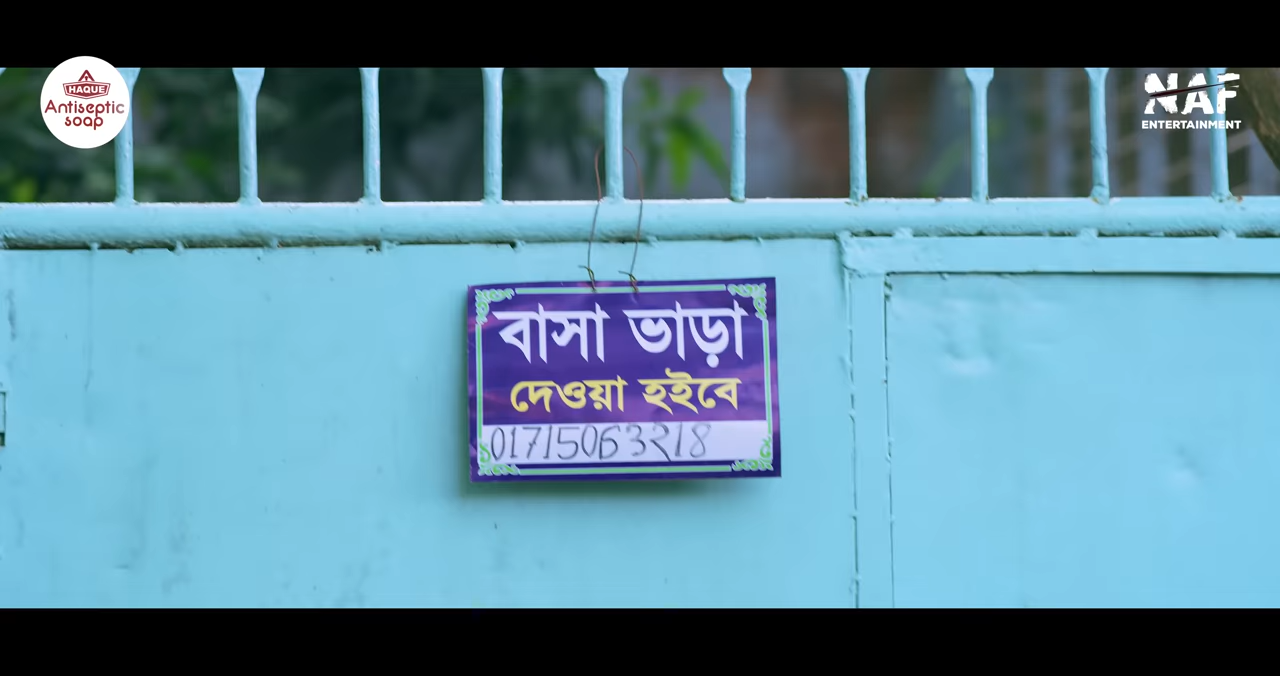 HAQUE
Antiseptic
soap
NAF
ENTERTAINMENT
বাসা ভাড়া
দেওয়া হইবে
01715063218